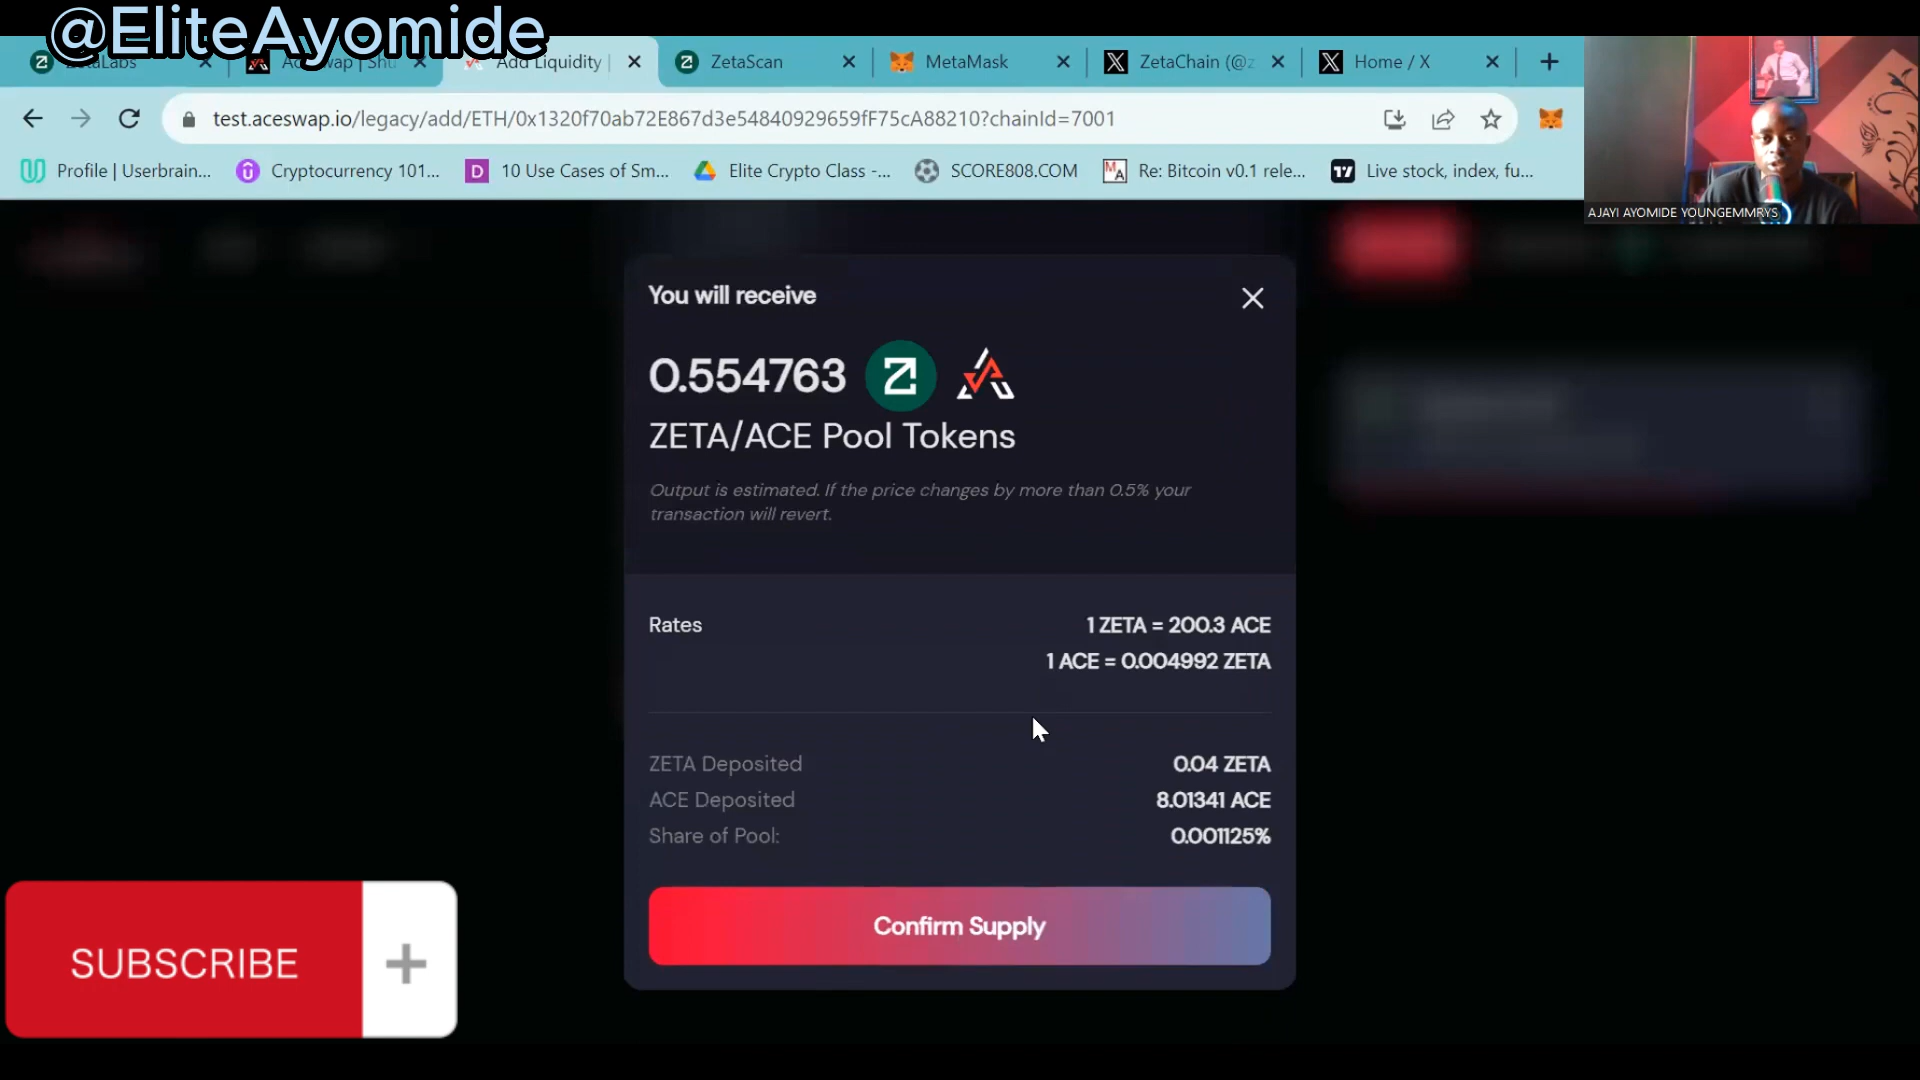 @EliteAyomide
Add Liquidity |
ZetaScan
MetaMask
ZetaChain (@z
Home / X
test.aceswap.io/legacy/add/ETH/0x1320f70ab72E867d3e54840929659fF75cA88210?chainId=7001
Profile | Userbrain...
Cryptocurrency 101...
10 Use Cases of Sm...
Elite Crypto Class -...
SCORE808.COM
Re: Bitcoin v0.1 rele...
Live stock, index, fu...
AJAYI AYOMIDE YOUNGEMMRYS
You will receive
0.554763
ZETA/ACE Pool Tokens
Output is estimated. If the price changes by more than 0.5% your
transaction will revert.
Rates
1 ZETA = 200.3 ACE
1 ACE = 0.004992 ZETA
ZETA Deposited
0.04 ZETA
ACE Deposited
8.01341 ACE
Share of Pool:
0.001125%
Confirm Supply
SUBSCRIBE